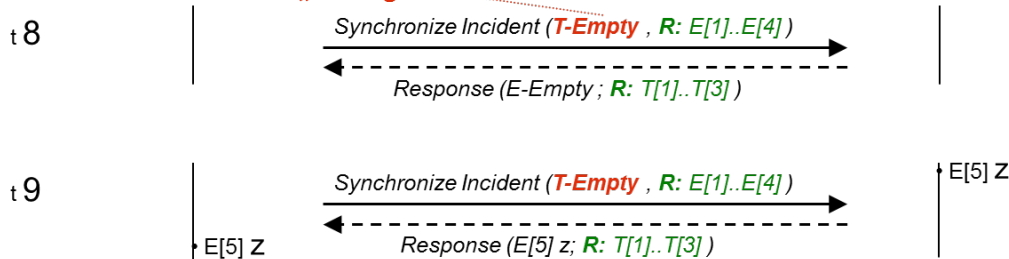 t 8
Synchronize Incident (T-Empty , R: E[1]..E[4] )
Response (E-Empty ; R: T[1]..T[3] )
t 9
Synchronize Incident (T-Empty , R: E[1]..E[4] )
E[5] z
Response (E[5] z; R: T[1]..T[3] )
E[5] z